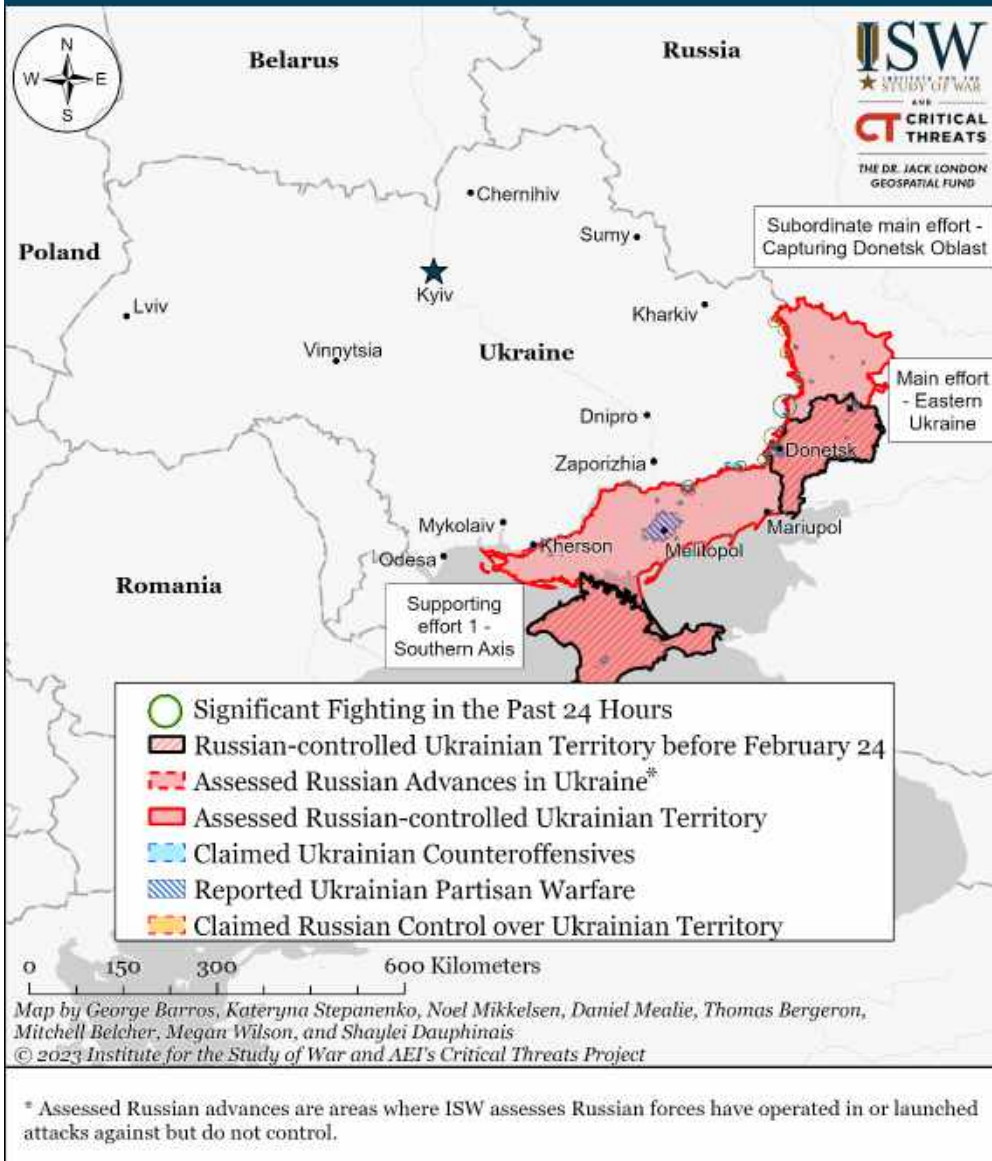 N
W E
S
Belarus
Russia
ISW
INSTITUTE FOR THE
STUDY OF WAR
AND
CT CRITICAL
THREATS
THE DR. JACK LONDON
GEOSPATIAL FUND
Chernihiv
Subordinate main effort -
Capturing Donetsk Oblast
Sumy
Poland
Kyiv
Lviv
Kharkiv
Vinnytsia
Ukraine
Main effort
- Eastern
Ukraine
Dnipro
Donetsk
Zaporizhia
Mykolaiv
Mariupol
Kherson
Melitopol
Odesa
Romania
Supporting
effort 1 -
Southern Axis
Significant Fighting in the Past 24 Hours
Russian-controlled Ukrainian Territory before February 24
Assessed Russian Advances in Ukraine*
Assessed Russian-controlled Ukrainian Territory
Claimed Ukrainian Counteroffensives
Reported Ukrainian Partisan Warfare
Claimed Russian Control over Ukrainian Territory
0 150 300 600 Kilometers
Map by George Barros, Kateryna Stepanenko, Noel Mikkelsen, Daniel Mealie, Thomas Bergeron,
Mitchell Belcher, Megan Wilson, and Shaylei Dauphinais
© 2023 Institute for the Study of War and AEI's Critical Threats Project
* Assessed Russian advances are areas where ISW assesses Russian forces have operated in or launched
attacks against but do not control.